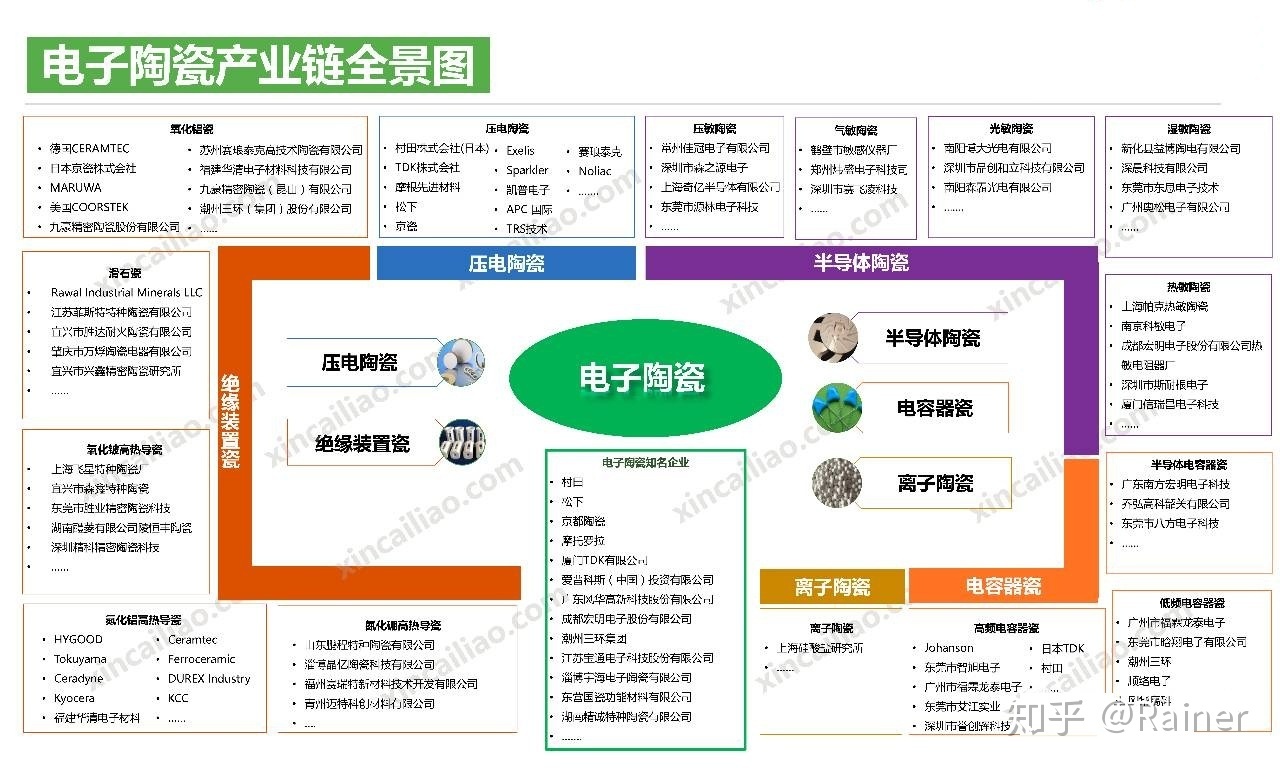 电子陶瓷产业链全景图
氧化铝瓷
德国CERAMTEC
日本京瓷株式会社
MARUWA
美国COORSTEK
九豪精密陶瓷股份有限公司
苏州赛琅泰克高技术陶瓷有限公司
福建华清电子材料科技有限公司
九豪精密陶瓷(昆山)有限公司
潮州三环(集团)股份有限公司
......
压电陶瓷
村田株式会社(日本)
TDK株式会社
摩根先进材料
松下
京瓷
Exelis
Sparkler
凯普电子
APC 国际
TRS技术
赛琅泰克
Noliac
......
压敏陶瓷
常州佳冠电子有限公司
深圳市森之源电子
上海奇亿半导体有限公司
东莞市源林电子科技
......
气敏陶瓷
鹤壁市敏感仪器厂
郑州炜盛电子科技司
深圳市赛飞凌科技
......
光敏陶瓷
南阳恒大光电有限公司
深圳市晶创和立科技有限公司
南阳森霸光电有限公司
......
湿敏陶瓷
新化县益博陶电有限公司
深晨科技有限公司
东莞市东思电子技术
广州奥松电子有限公司
......
压电陶瓷
半导体陶瓷
滑石瓷
Rawal Industrial Minerals LLC
江苏菲斯特特种陶瓷有限公司
宜兴市胜达耐火陶瓷有限公司
肇庆市万烁陶瓷电器有限公司
宜兴市兴鑫精密陶瓷研究所
......
热敏陶瓷
上海帕克热敏陶瓷
南京科敏电子
成都宏明电子股份有限公司热
敏电阻器厂
深圳市斯耐根电子
厦门信瑞昌电子科技
......
绝缘装置瓷
压电陶瓷
绝缘装置瓷
电子陶瓷
半导体陶瓷
电容器瓷
离子陶瓷
氧化铍高热导瓷
上海飞星特种陶瓷厂
宜兴市森竞特种陶瓷
东莞市胜业精密陶瓷科技
湖南醴陵有限公司陵恒丰陶瓷
深圳精科精密陶瓷科技
......
电子陶瓷知名企业
村田
松下
京都陶瓷
摩托罗拉
厦门TDK有限公司
爱普科斯(中国)投资有限公司
广东风华高新科技股份有限公司
成都宏明电子股份有限公司
潮州三环集团
江苏宝通电子科技股份有限公司
淄博宇海电子陶瓷有限公司
东营国瓷功能材料有限公司
湖南精诚特种陶瓷有限公司
......
半导体电容器瓷
广东南方宏明电子科技
乔弘高科部关有限公司
东莞市八方电子科技
......
离子陶瓷
电容器瓷
氮化铝高热导瓷
HYGOOD
Tokuyama
Ceradyne
Kyocera
福建华清电子材料
Ceramtec
Ferroceramic
DUREX Industry
KCC
......
氮化硼高热导瓷
山东鹏程特种陶瓷有限公司
淄博晶亿陶瓷科技有限公司
福州赛瑞特新材料技术开发有限公司
青州迈特科创材料有限公司
....
离子陶瓷
上海硅酸盐研究所
......
高频电容器瓷
Johanson
东莞市智旭电子
广州市福霖龙泰电子
东莞市艾江实业
深圳市誉创辉科技
日本TDK
村田
......
低频电容器瓷
广州市福霖龙泰电子
东莞市晗冠电子有限公司
潮州三环
顺络电子
风华高科
知乎 @Rainer
xincailiao.com